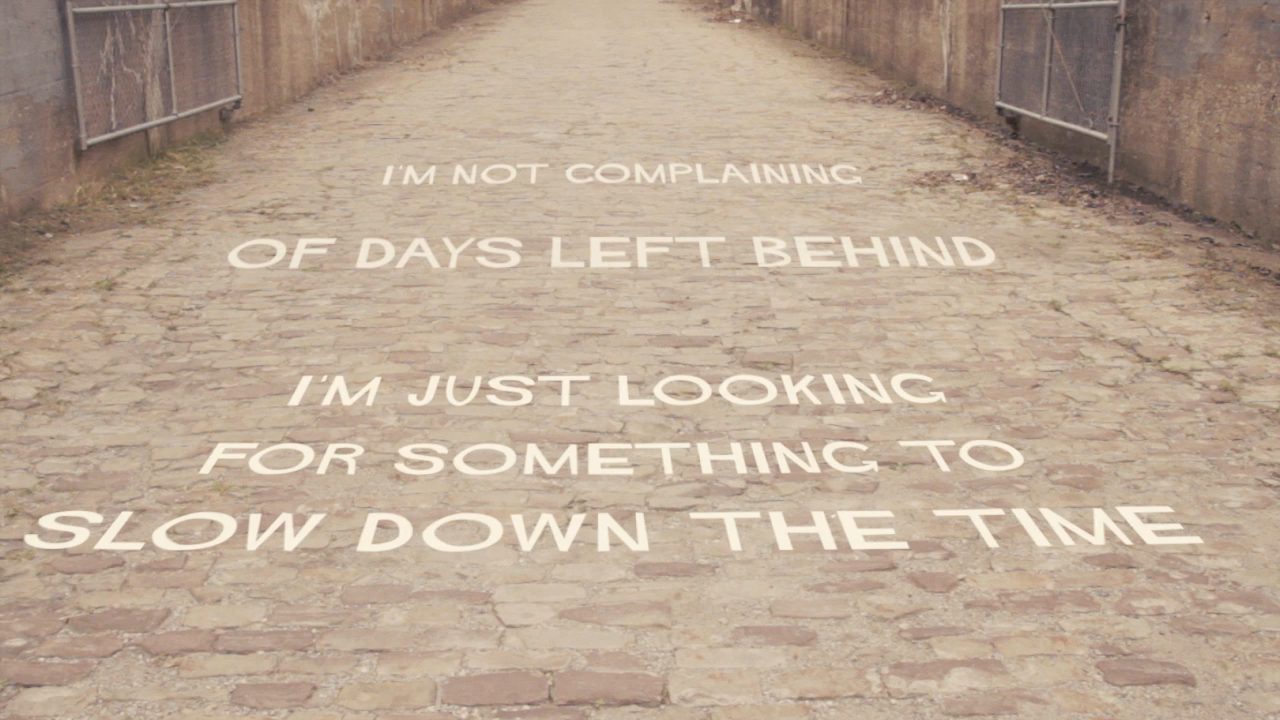 I'M NOT COMPLAINING
OF DAYS LEFT BEHIND
I'M JUST LOOKING
FOR SOMETHING TO
SLOW DOWN THE TIME